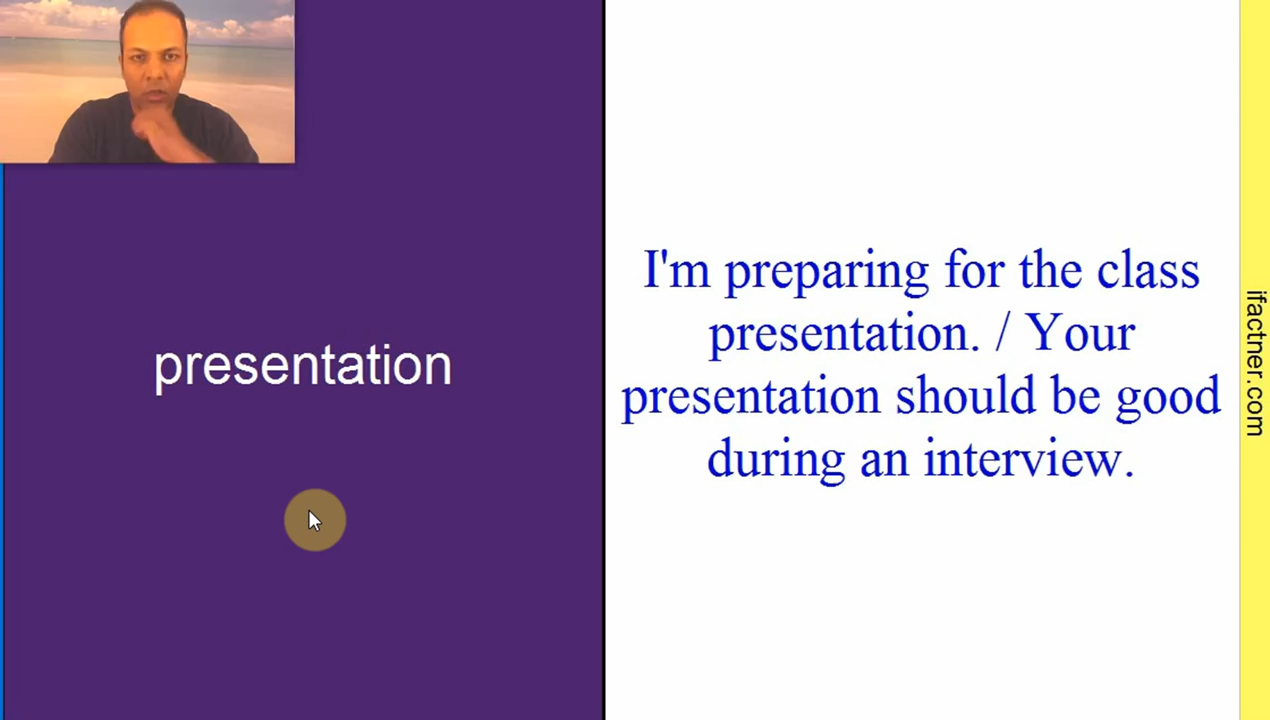 presentation
I'm preparing for the class
presentation. / Your
presentation should be good
during an interview.
ifactner.com